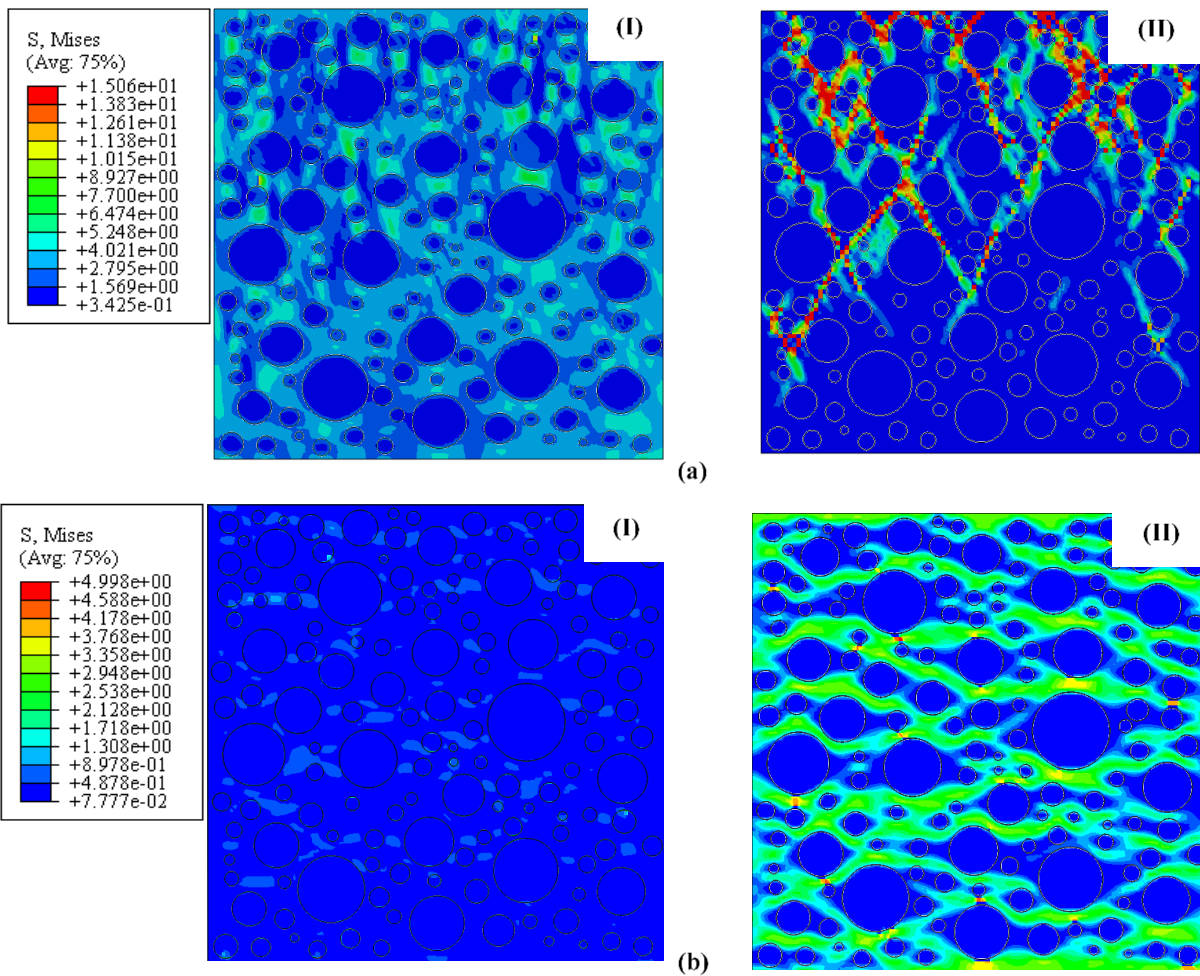 S, Mises
(Avg: 75%)
+1.506e+01
+1.383e+01
+1.261e+01
+1.138e+01
+1.015e+01
+8.927e+00
+7.700e+00
+6.474e+00
+5.248e+00
+4.021e+00
+2.795e+00
+1.569e+00
+3.425e-01
(I)
(II)
(a)
S, Mises
(Avg: 75%)
+4.998e+00
+4.588e+00
+4.178e+00
+3.768e+00
+3.358e+00
+2.948e+00
+2.538e+00
+2.128e+00
+1.718e+00
+1.308e+00
+8.978e-01
+4.878e-01
+7.777e-02
(I)
(II)
(b)